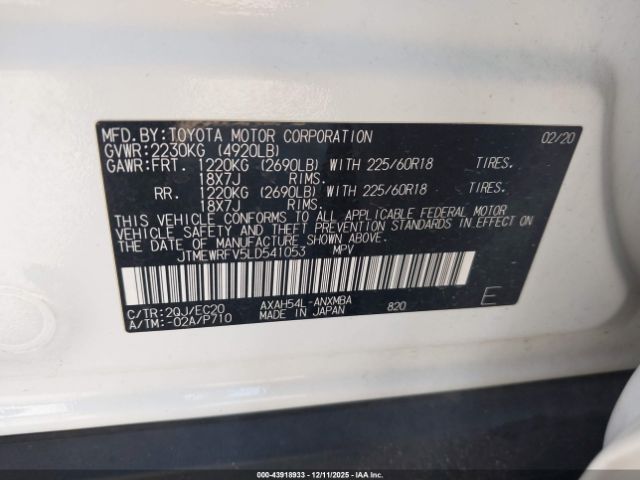 MFD. BY: TOYOTA MOTOR CORPORATION 02/20
GVWR: 2230KG (4920LB)
GAWR: FRT. 1220KG (2690LB) WITH 225/60R18 TIRES.
18X7J RIMS.
RR. 1220KG (2690LB) WITH 225/60R18 TIRES.
18X7J RIMS.
THIS VEHICLE CONFORMS TO ALL APPLICABLE FEDERAL MOTOR
VEHICLE SAFETY AND THEFT PREVENTION STANDARDS IN
EFFECT ON THE DATE OF MANUFACTURE SHOWN ABOVE.
JTMEWRFV5LD541053 MPV
C/TR: 2QJ/EC20 AXAH54L-ANXMBA 820 E
A/TM: -02A/P710 MADE IN JAPAN
000-43918933 - 12/11/2025 - IAAI.com